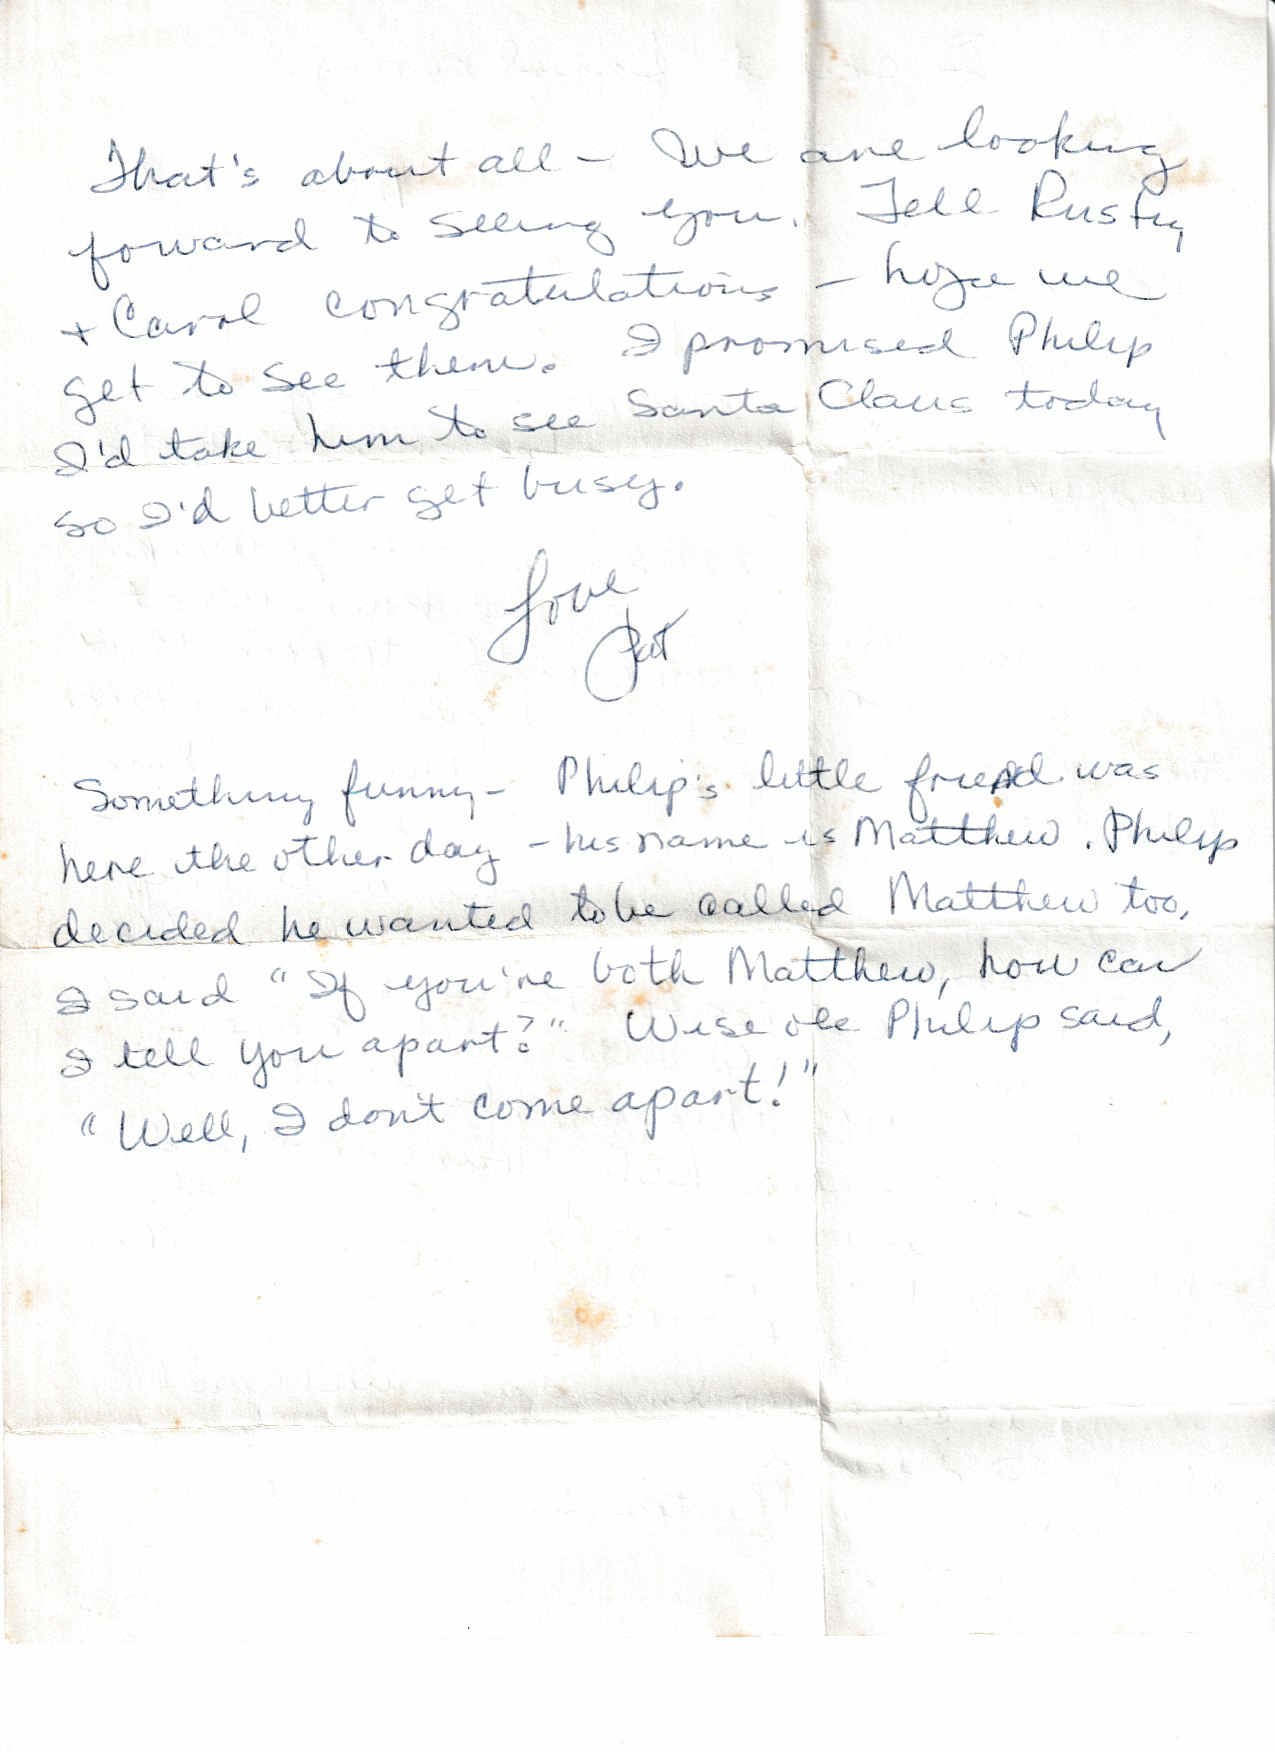 That's about all – We are looking
foward to seeing you. Tell Rusty
+ Carol congratulations – hope we
get to see them. I promised Philip
I'd take him to see Santa Claus today
so I'd better get busy.
Love
Pat
Something funny – Philip's little friend was
here the other day – his name is Matthew. Philip
decided he wanted to be called Matthew too,
I said "If you're both Matthew, how can
I tell you apart?" Wise ole Philip said,
"Well, I don't come apart!"